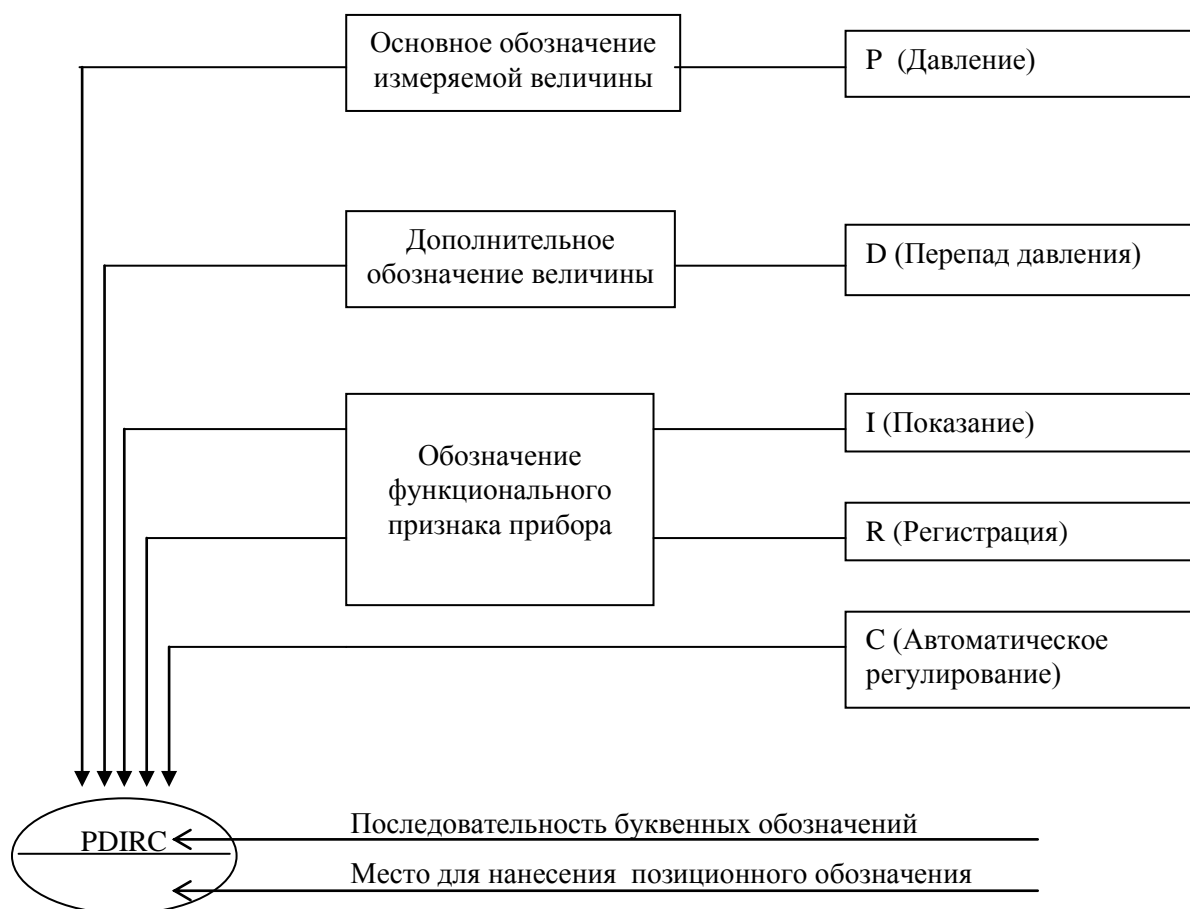 Основное обозначение
измеряемой величины
P (Давление)
Дополнительное
обозначение величины
D (Перепад давления)
Обозначение
функционального
признака прибора
I (Показание)
R (Регистрация)
C (Автоматическое
регулирование)
PDIRC
Последовательность буквенных обозначений
Место для нанесения позиционного обозначения